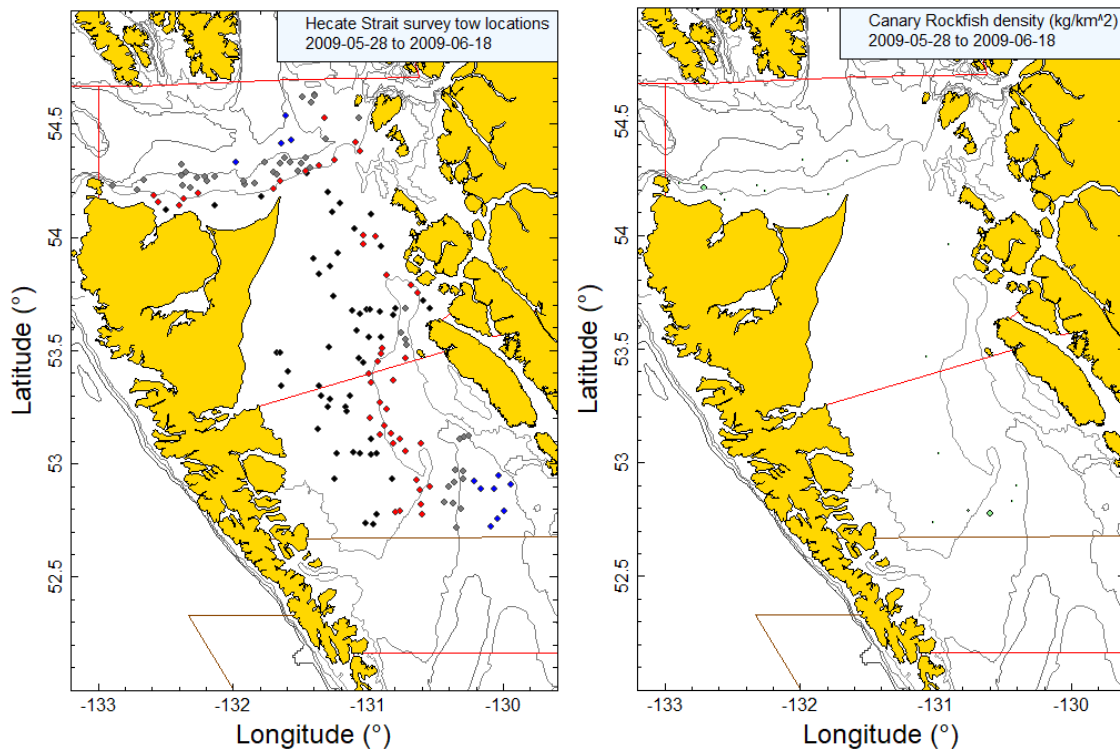 Hecate Strait survey tow locations
2009-05-28 to 2009-06-18
Latitude (°)
54.5
54
53.5
53
52.5
-133
-132
-131
-130
Longitude (°)
Canary Rockfish density (kg/km^2)
2009-05-28 to 2009-06-18
Latitude (°)
54.5
54
53.5
53
52.5
-133
-132
-131
-130
Longitude (°)